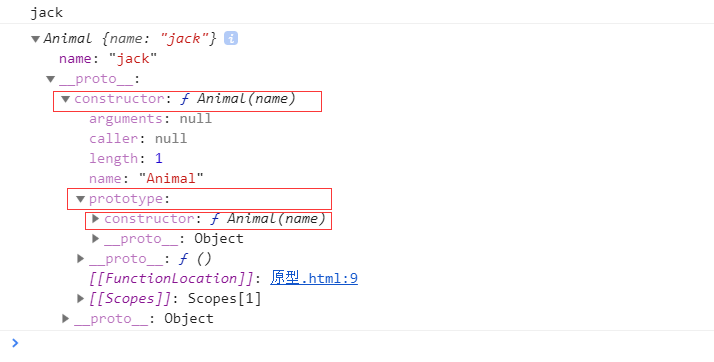 jack
Animal {name: "jack"} i
name: "jack"
__proto__:
constructor: ƒ Animal(name)
arguments: null
caller: null
length: 1
name: "Animal"
prototype:
constructor: ƒ Animal(name)
__proto__: Object
__proto__: ƒ ()
[[FunctionLocation]]: 原型.html:9
[[Scopes]]: Scopes[1]
__proto__: Object